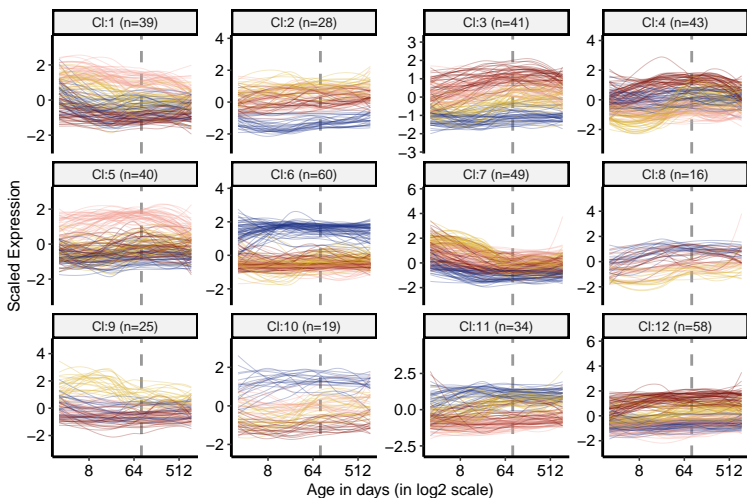 Cl:1 (n=39) Cl:2 (n=28) Cl:3 (n=41) Cl:4 (n=43)
2 0 −2
4 2 0 −2
3 2 1 0 −1 −2 −3
4 2 0 −2 −4
Cl:5 (n=40) Cl:6 (n=60) Cl:7 (n=49) Cl:8 (n=16)
2 0 −2
4 2 0 −2
4 3 2 1 0 −1 −2
4 2 0 −2
Cl:9 (n=25) Cl:10 (n=19) Cl:11 (n=34) Cl:12 (n=58)
4 2 0 −2
2 0 −2
2.5 0.0 −2.5
6 4 2 0 −2
8 64 512 8 64 512 8 64 512 8 64 512
Scaled Expression
Age in days (in log2 scale)